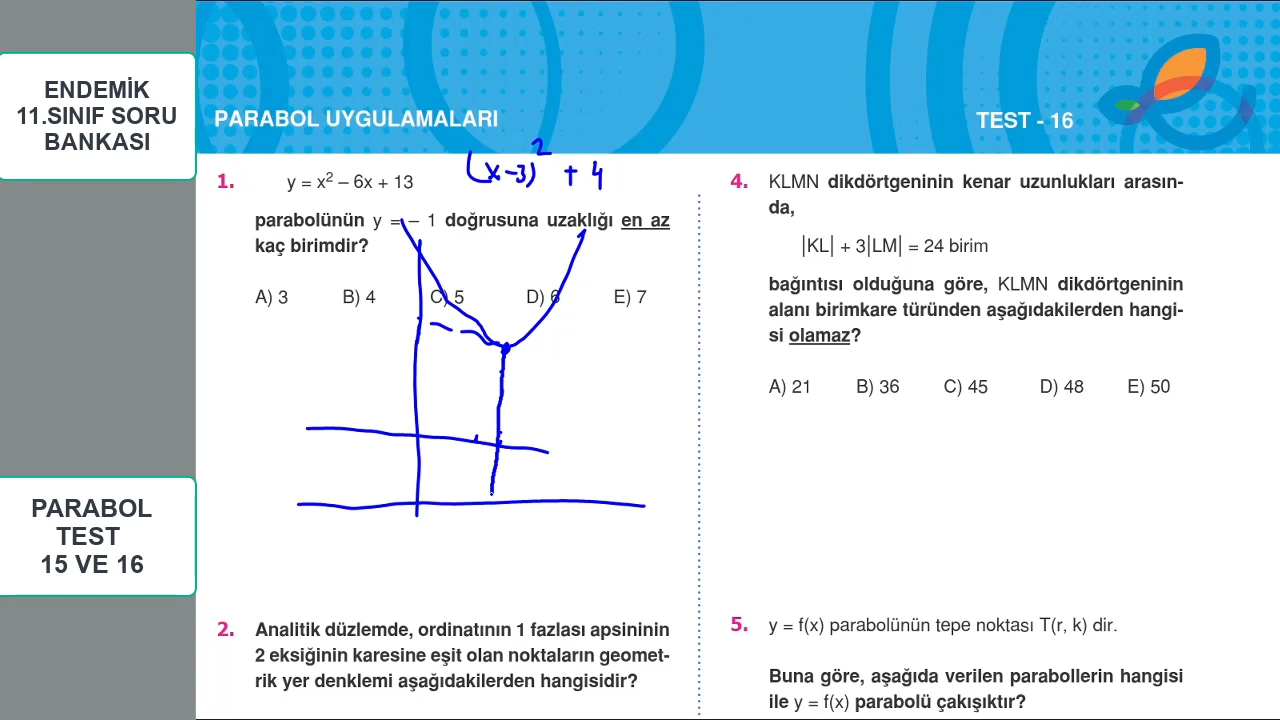 ENDEMİK
11.SINIF SORU
BANKASI
PARABOL
TEST
15 VE 16
PARABOL UYGULAMALARI
TEST - 16
1. y = x² – 6x + 13
(x-3)² + 4
parabolünün y = – 1 doğrusuna uzaklığı en az
kaç birimdir?
A) 3 B) 4 C) 5 D) 6 E) 7
2. Analitik düzlemde, ordinatının 1 fazlası apsininin
2 eksiğinin karesine eşit olan noktaların geomet-
rik yer denklemi aşağıdakilerden hangisidir?
4. KLMN dikdörtgeninin kenar uzunlukları arasın-
da,
|KL| + 3|LM| = 24 birim
bağıntısı olduğuna göre, KLMN dikdörtgeninin
alanı birimkare türünden aşağıdakilerden hangi-
si olamaz?
A) 21 B) 36 C) 45 D) 48 E) 50
5. y = f(x) parabolünün tepe noktası T(r, k) dir.
Buna göre, aşağıda verilen parabollerin hangisi
ile y = f(x) parabolü çakışıktır?